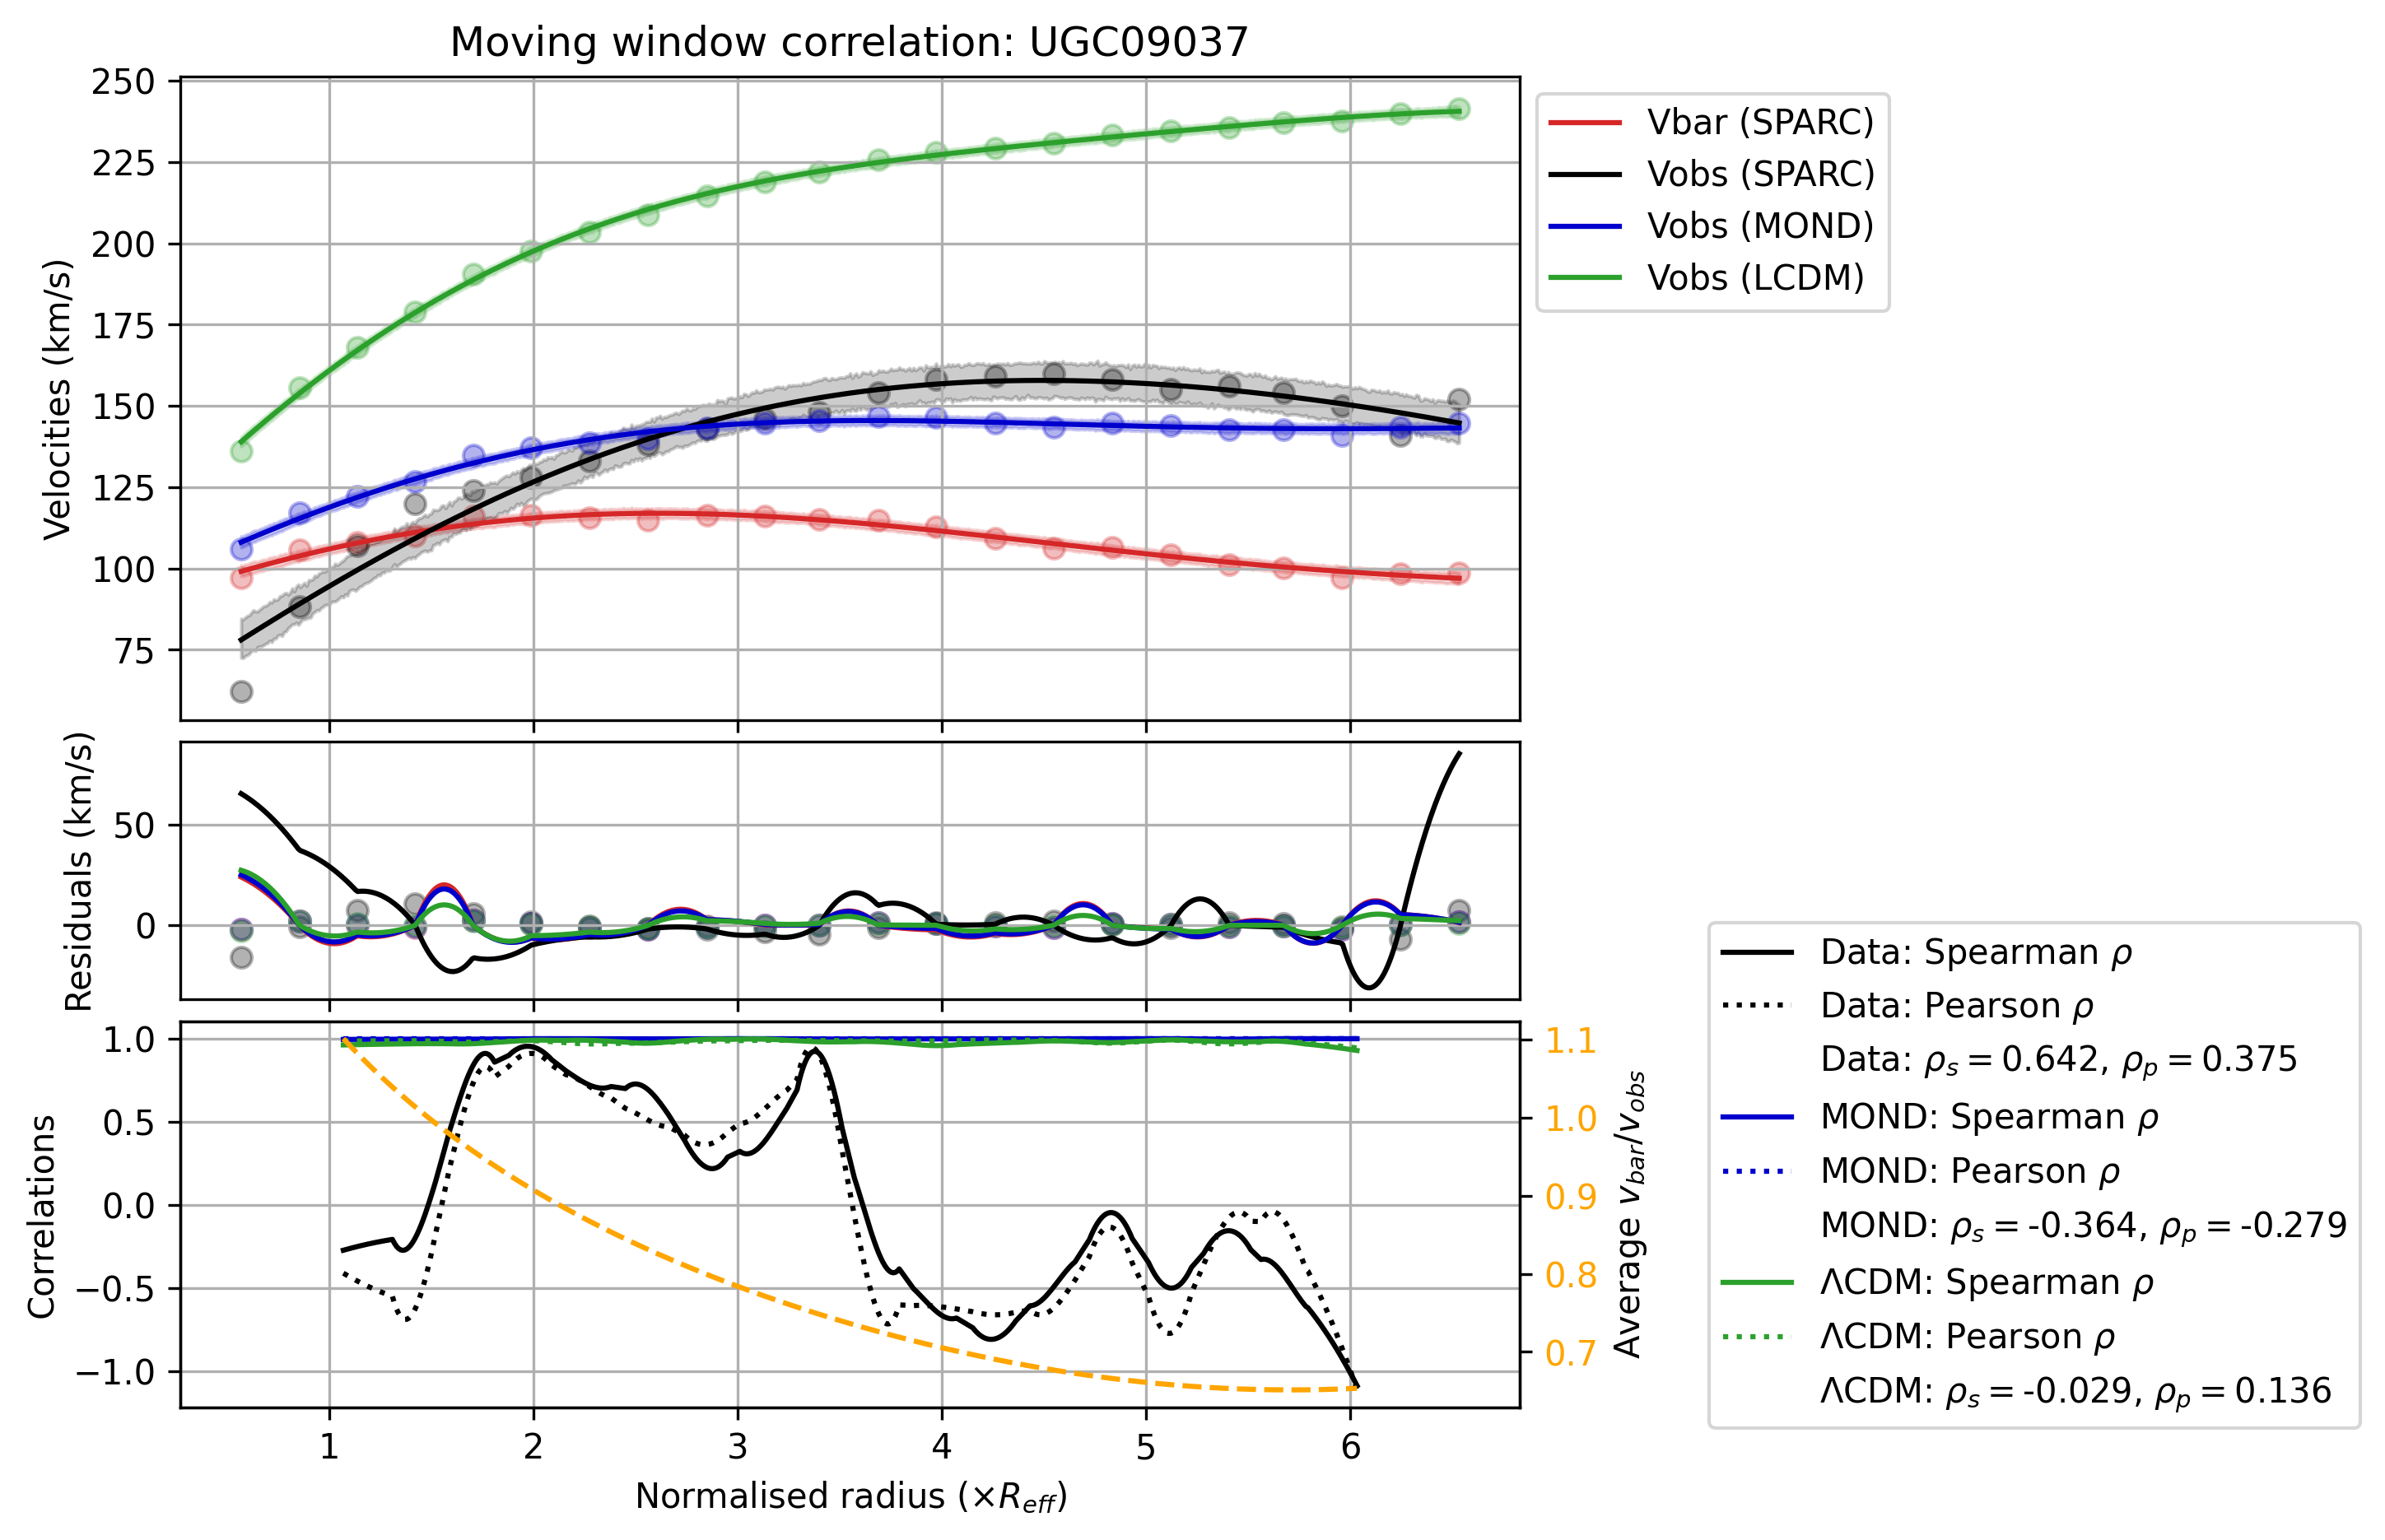 Moving window correlation: UGC09037
Velocities (km/s)
250
225
200
175
150
125
100
75
Vbar (SPARC)
Vobs (SPARC)
Vobs (MOND)
Vobs (LCDM)
Residuals (km/s)
50
0
Correlations
1.0
0.5
0.0
−0.5
−1.0
1.1
1.0
0.9
0.8
0.7
Average v_bar/v_obs
1 2 3 4 5 6
Normalised radius (×R_eff)
Data: Spearman ρ
Data: Pearson ρ
Data: ρ_s = 0.642, ρ_p = 0.375
MOND: Spearman ρ
MOND: Pearson ρ
MOND: ρ_s = -0.364, ρ_p = -0.279
ΛCDM: Spearman ρ
ΛCDM: Pearson ρ
ΛCDM: ρ_s = -0.029, ρ_p = 0.136